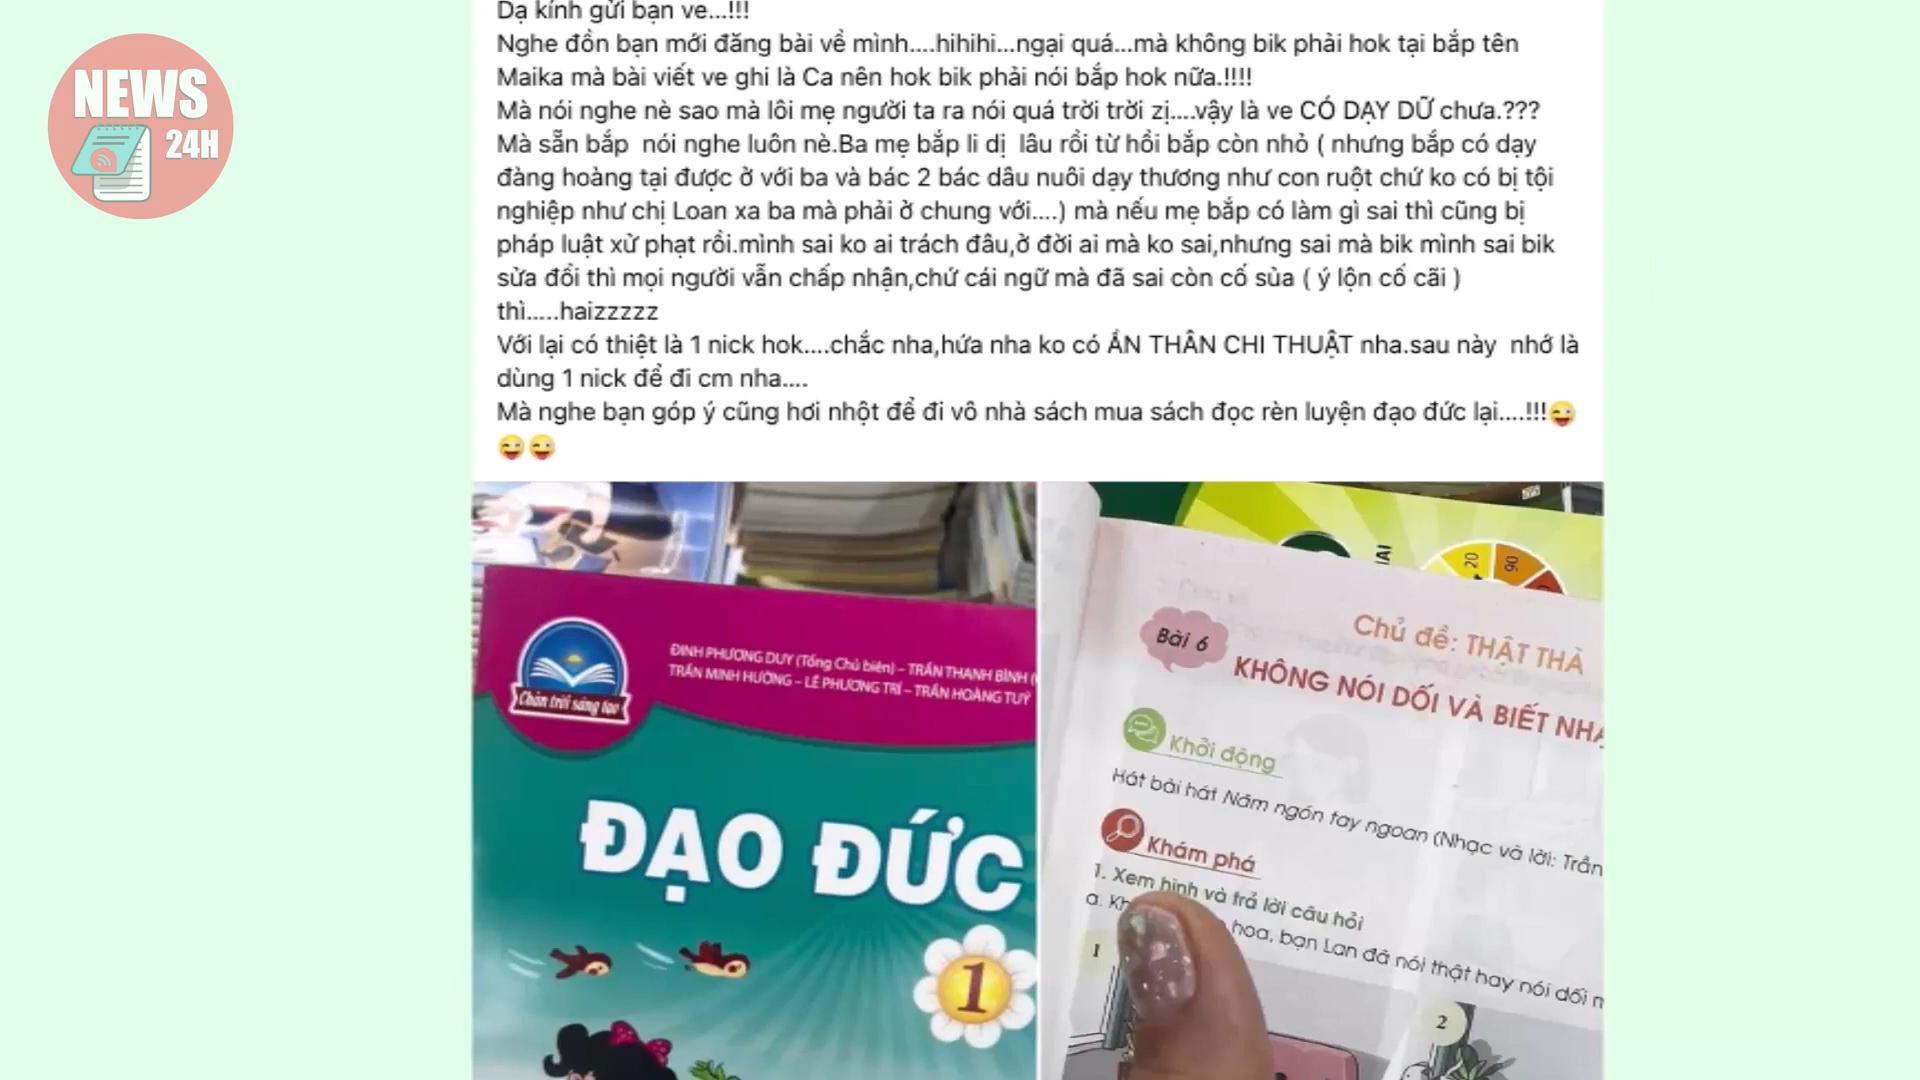 NEWS
24H
Dạ kính gửi bạn ve...!!!
Nghe đồn bạn mới đăng bài về mình....hihihi...ngại quá...mà không bik phải hok tại bắp tên
Maika mà bài viết ve ghi là Ca nên hok bik phải nói bắp hok nữa.!!!!
Mà nói nghe nè sao mà lôi mẹ người ta ra nói quá trời trời zị....vậy là ve CÓ DẠY DỮ chưa.???
Mà sẵn bắp nói nghe luôn nè.Ba mẹ bắp li dị lâu rồi từ hồi bắp còn nhỏ ( nhưng bắp có dạy
đàng hoàng tại được ở với ba và bác 2 bác dâu nuôi dạy thương như con ruột chứ ko có bị tội
nghiệp như chị Loan xa ba mà phải ở chung với....) mà nếu mẹ bắp có làm gì sai thì cũng bị
pháp luật xử phạt rồi.mình sai ko ai trách đâu,ở đời ai mà ko sai,nhưng sai mà bik mình sai bik
sửa đổi thì mọi người vẫn chấp nhận,chứ cái ngữ mà đã sai còn cố sủa ( ý lộn cố cãi )
thì.....haizzzzz
Với lại có thiệt là 1 nick hok....chắc nha,hứa nha ko có ẨN THÂN CHI THUẬT nha.sau này nhớ là
dùng 1 nick để đi cm nha....
Mà nghe bạn góp ý cũng hơi nhột để đi vô nhà sách mua sách đọc rèn luyện đạo đức lại....!!!😜
😜😜
ĐINH PHƯƠNG DUY (Tổng Chủ biên) – TRẦN THANH BÌNH (
TRẦN MINH HƯỜNG – LÊ PHƯƠNG TRÍ – TRẦN HOÀNG TUÝ
Chân trời sáng tạo
ĐẠO ĐỨC
1
20
90
Chủ đề: THẬT THÀ
Bài 6
KHÔNG NÓI DỐI VÀ BIẾT NHẬ
Khởi động
Hát bài hát Năm ngón tay ngoan (Nhạc và lời: Trần
Khám phá
1. Xem hình và trả lời câu hỏi
a. hoa, bạn Lan đã nói thật hay nói dối
1
2